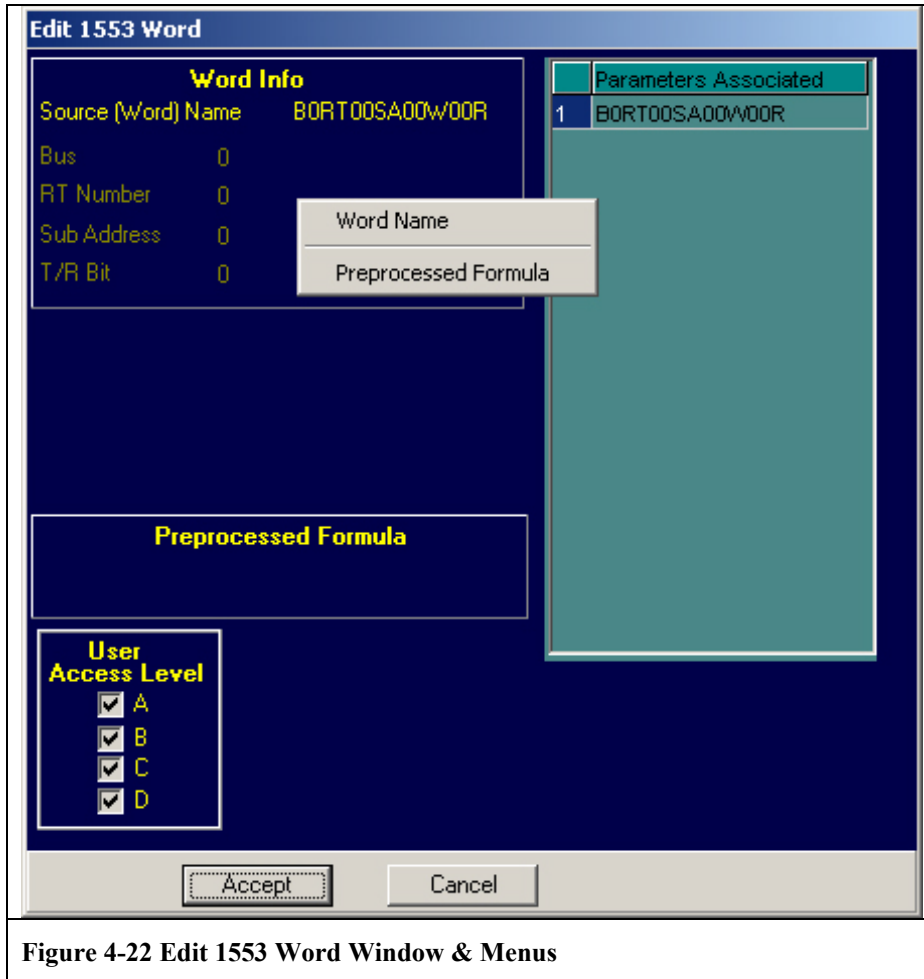 Edit 1553 Word
Word Info
Source (Word) Name B0RT00SA00W00R
Bus 0
RT Number 0
Sub Address 0
T/R Bit 0
Word Name
Preprocessed Formula
Parameters Associated
1 B0RT00SA00W00R
Preprocessed Formula
User
Access Level
A
B
C
D
Accept Cancel
Figure 4-22 Edit 1553 Word Window & Menus